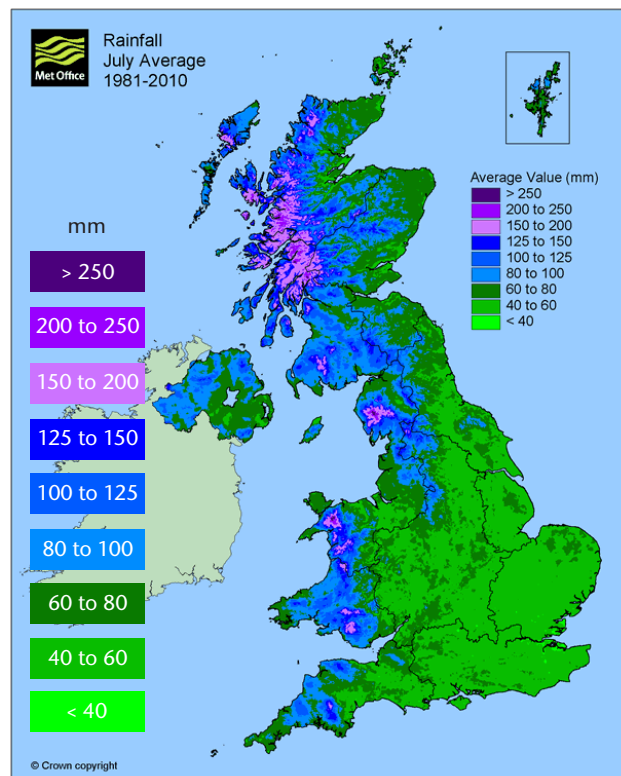 Met Office
Rainfall
July Average
1981-2010
Average Value (mm)
> 250
200 to 250
150 to 200
125 to 150
100 to 125
80 to 100
60 to 80
40 to 60
< 40
mm
> 250
200 to 250
150 to 200
125 to 150
100 to 125
80 to 100
60 to 80
40 to 60
< 40
© Crown copyright